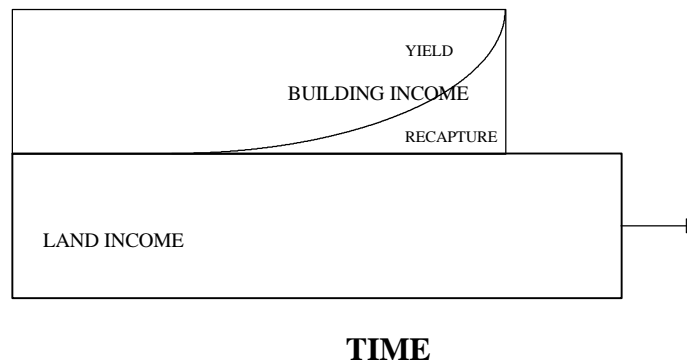 YIELD
BUILDING INCOME
RECAPTURE
LAND INCOME
TIME